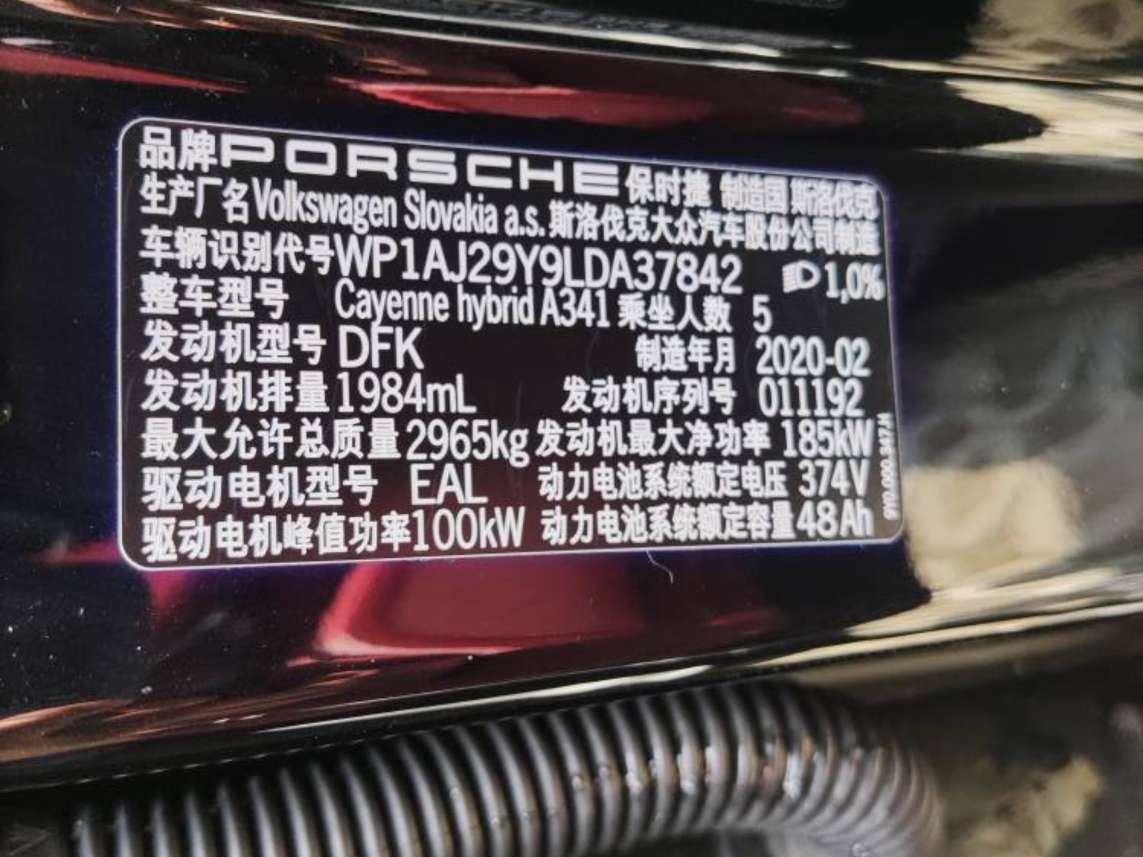 品牌PORSCHE保时捷 制造国 斯洛伐克
生产厂名Volkswagen Slovakia a.s.斯洛伐克大众汽车股份公司制造
车辆识别代号WP1AJ29Y9LDA37842 1,0%
整车型号 Cayenne hybrid A341 乘坐人数 5
发动机型号DFK 制造年月 2020-02
发动机排量1984mL 发动机序列号 011192
最大允许总质量2965kg 发动机最大净功率 185kW
驱动电机型号 EAL 动力电池系统额定电压 374V
驱动电机峰值功率100kW 动力电池系统额定容量48Ah